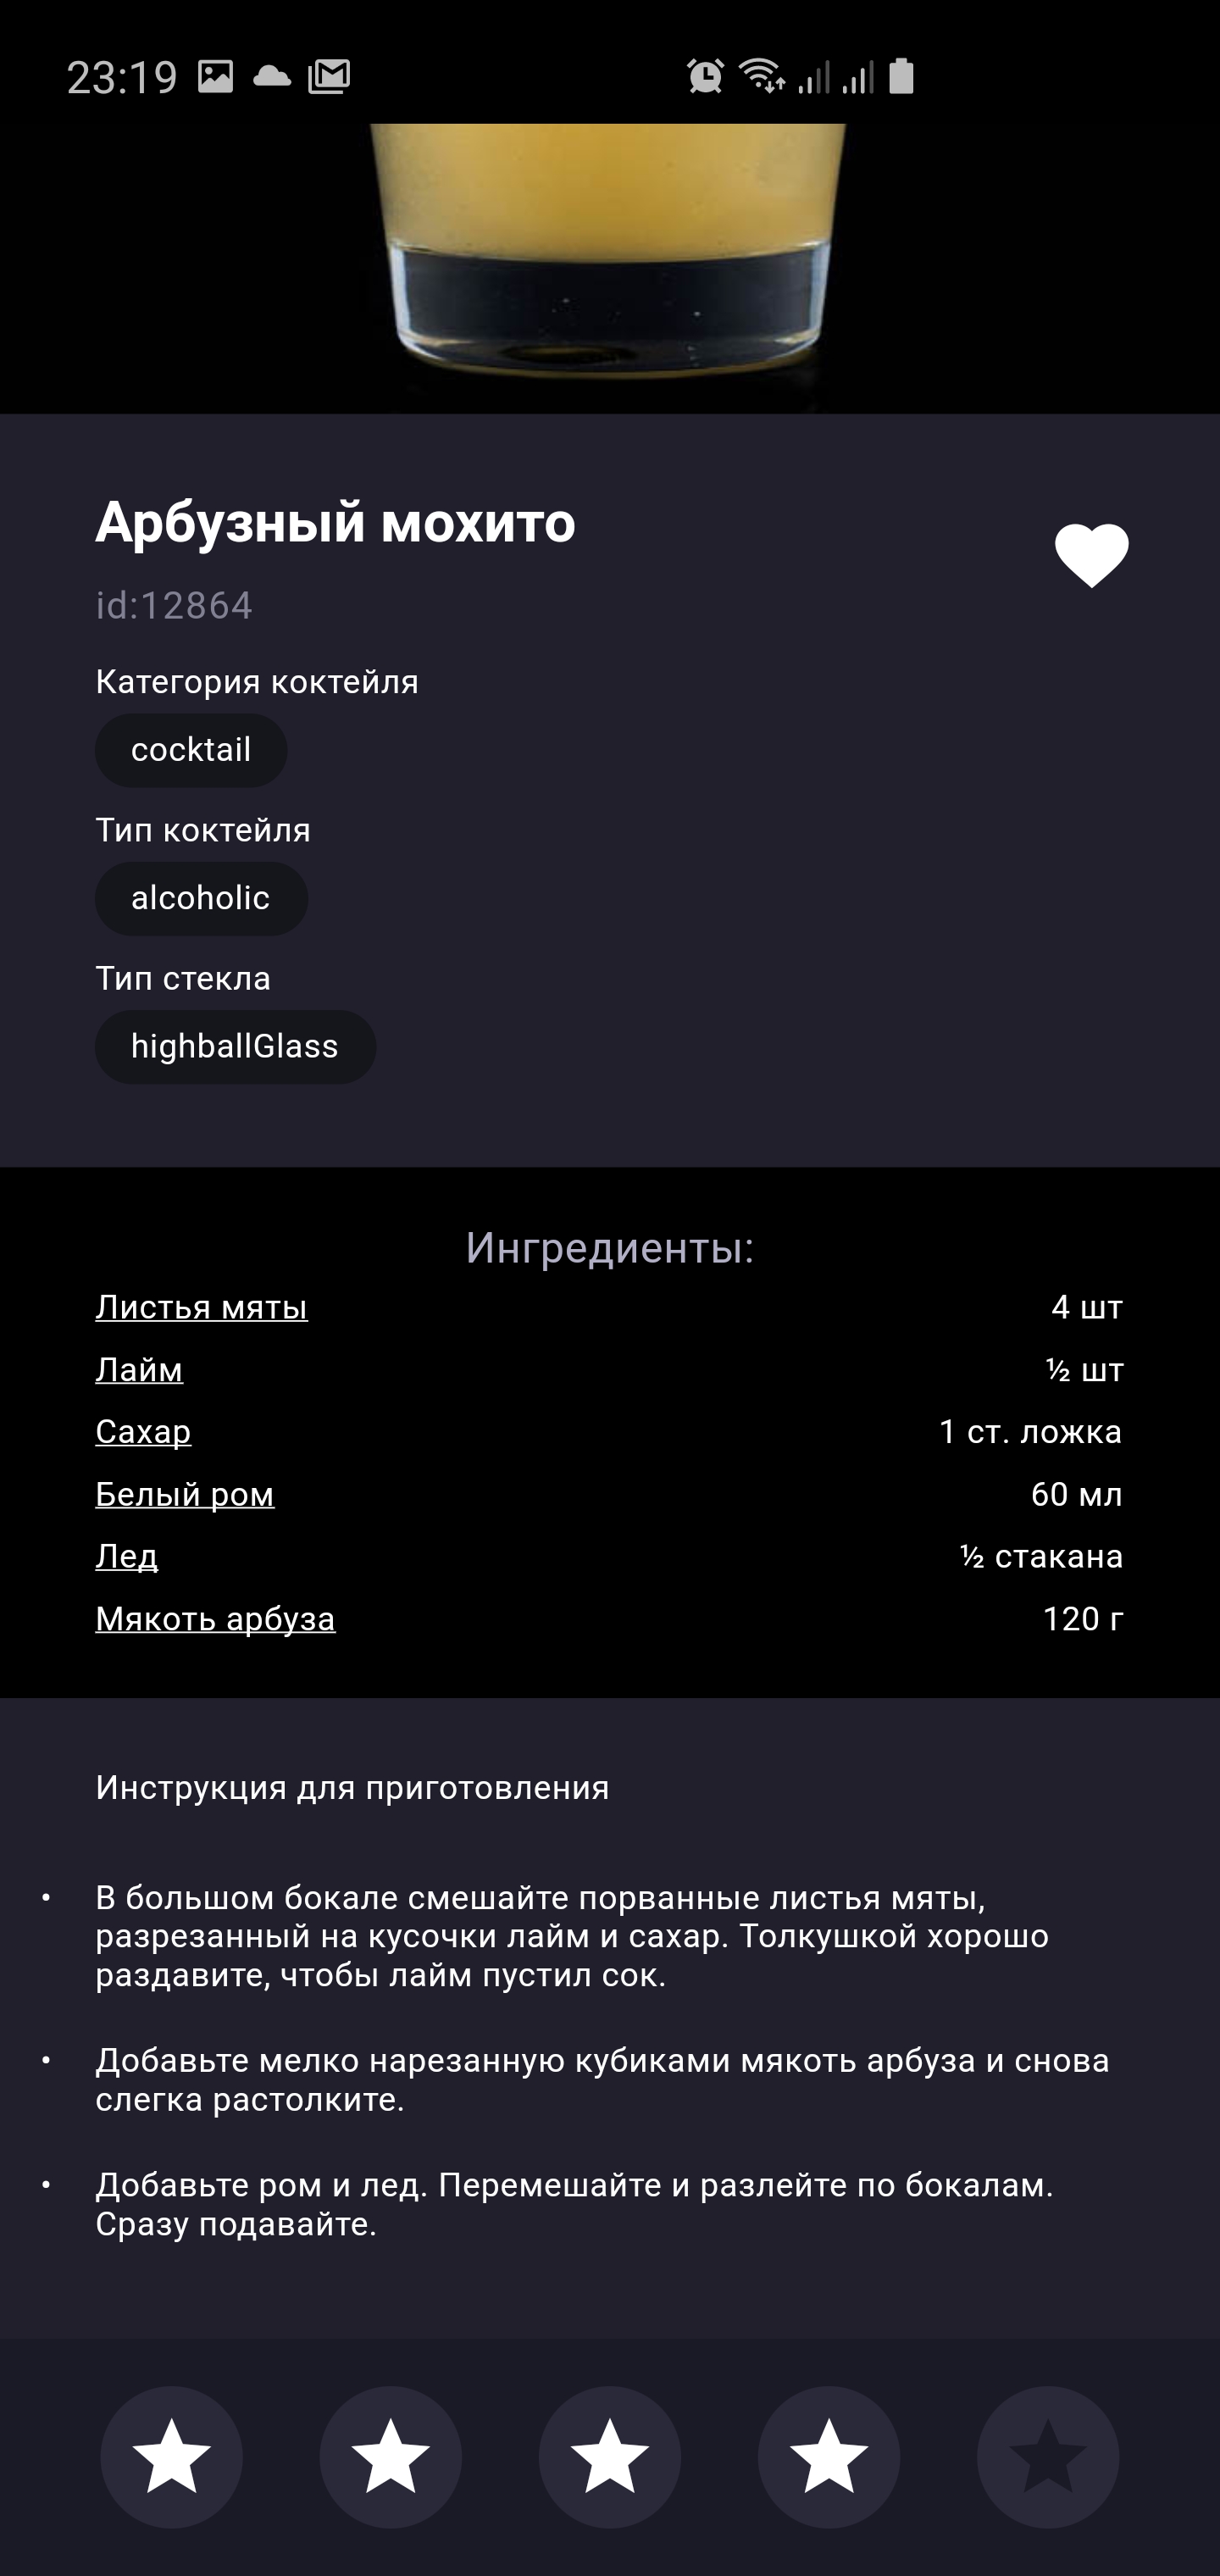 23:19
Арбузный мохито
id:12864
Категория коктейля
cocktail
Тип коктейля
alcoholic
Тип стекла
highballGlass
Ингредиенты:
Листья мяты 4 шт
Лайм ½ шт
Сахар 1 ст. ложка
Белый ром 60 мл
Лед ½ стакана
Мякоть арбуза 120 г
Инструкция для приготовления
• В большом бокале смешайте порванные листья мяты,
разрезанный на кусочки лайм и сахар. Толкушкой хорошо
раздавите, чтобы лайм пустил сок.
• Добавьте мелко нарезанную кубиками мякоть арбуза и снова
слегка растолките.
• Добавьте ром и лед. Перемешайте и разлейте по бокалам.
Сразу подавайте.